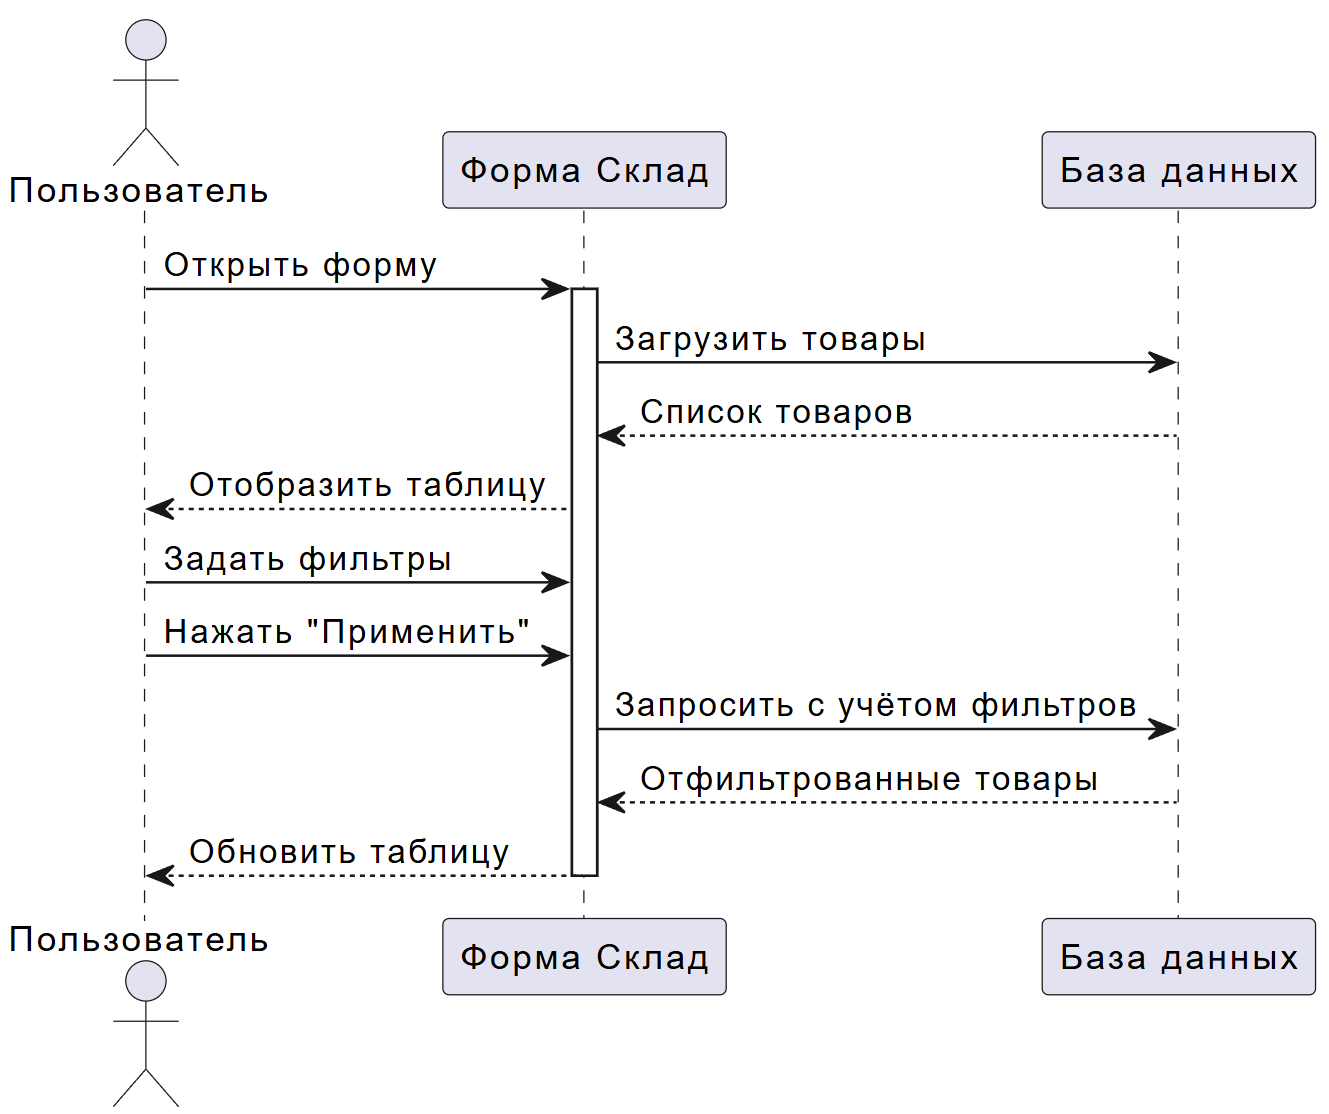 Пользователь
Форма Склад
База данных
Открыть форму
Загрузить товары
Список товаров
Отобразить таблицу
Задать фильтры
Нажать "Применить"
Запросить с учётом фильтров
Отфильтрованные товары
Обновить таблицу
Пользователь
Форма Склад
База данных